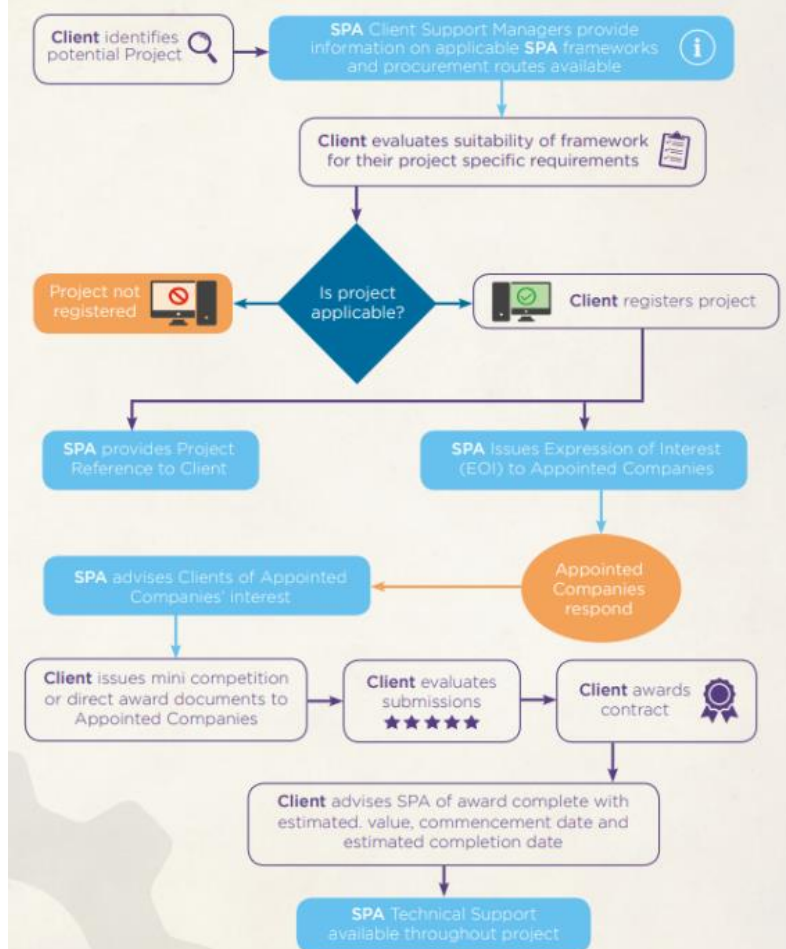 Client identifies
potential Project
SPA Client Support Managers provide
information on applicable SPA frameworks
and procurement routes available
i
Client evaluates suitability of framework
for their project specific requirements
Project not
registered
Is project
applicable?
Client registers project
SPA provides Project
Reference to Client
SPA Issues Expression of Interest
(EOI) to Appointed Companies
SPA advises Clients of Appointed
Companies' interest
Appointed
Companies
respond
Client issues mini competition
or direct award documents to
Appointed Companies
Client evaluates
submissions
Client awards
contract
Client advises SPA of award complete with
estimated. value, commencement date and
estimated completion date
SPA Technical Support
available throughout project